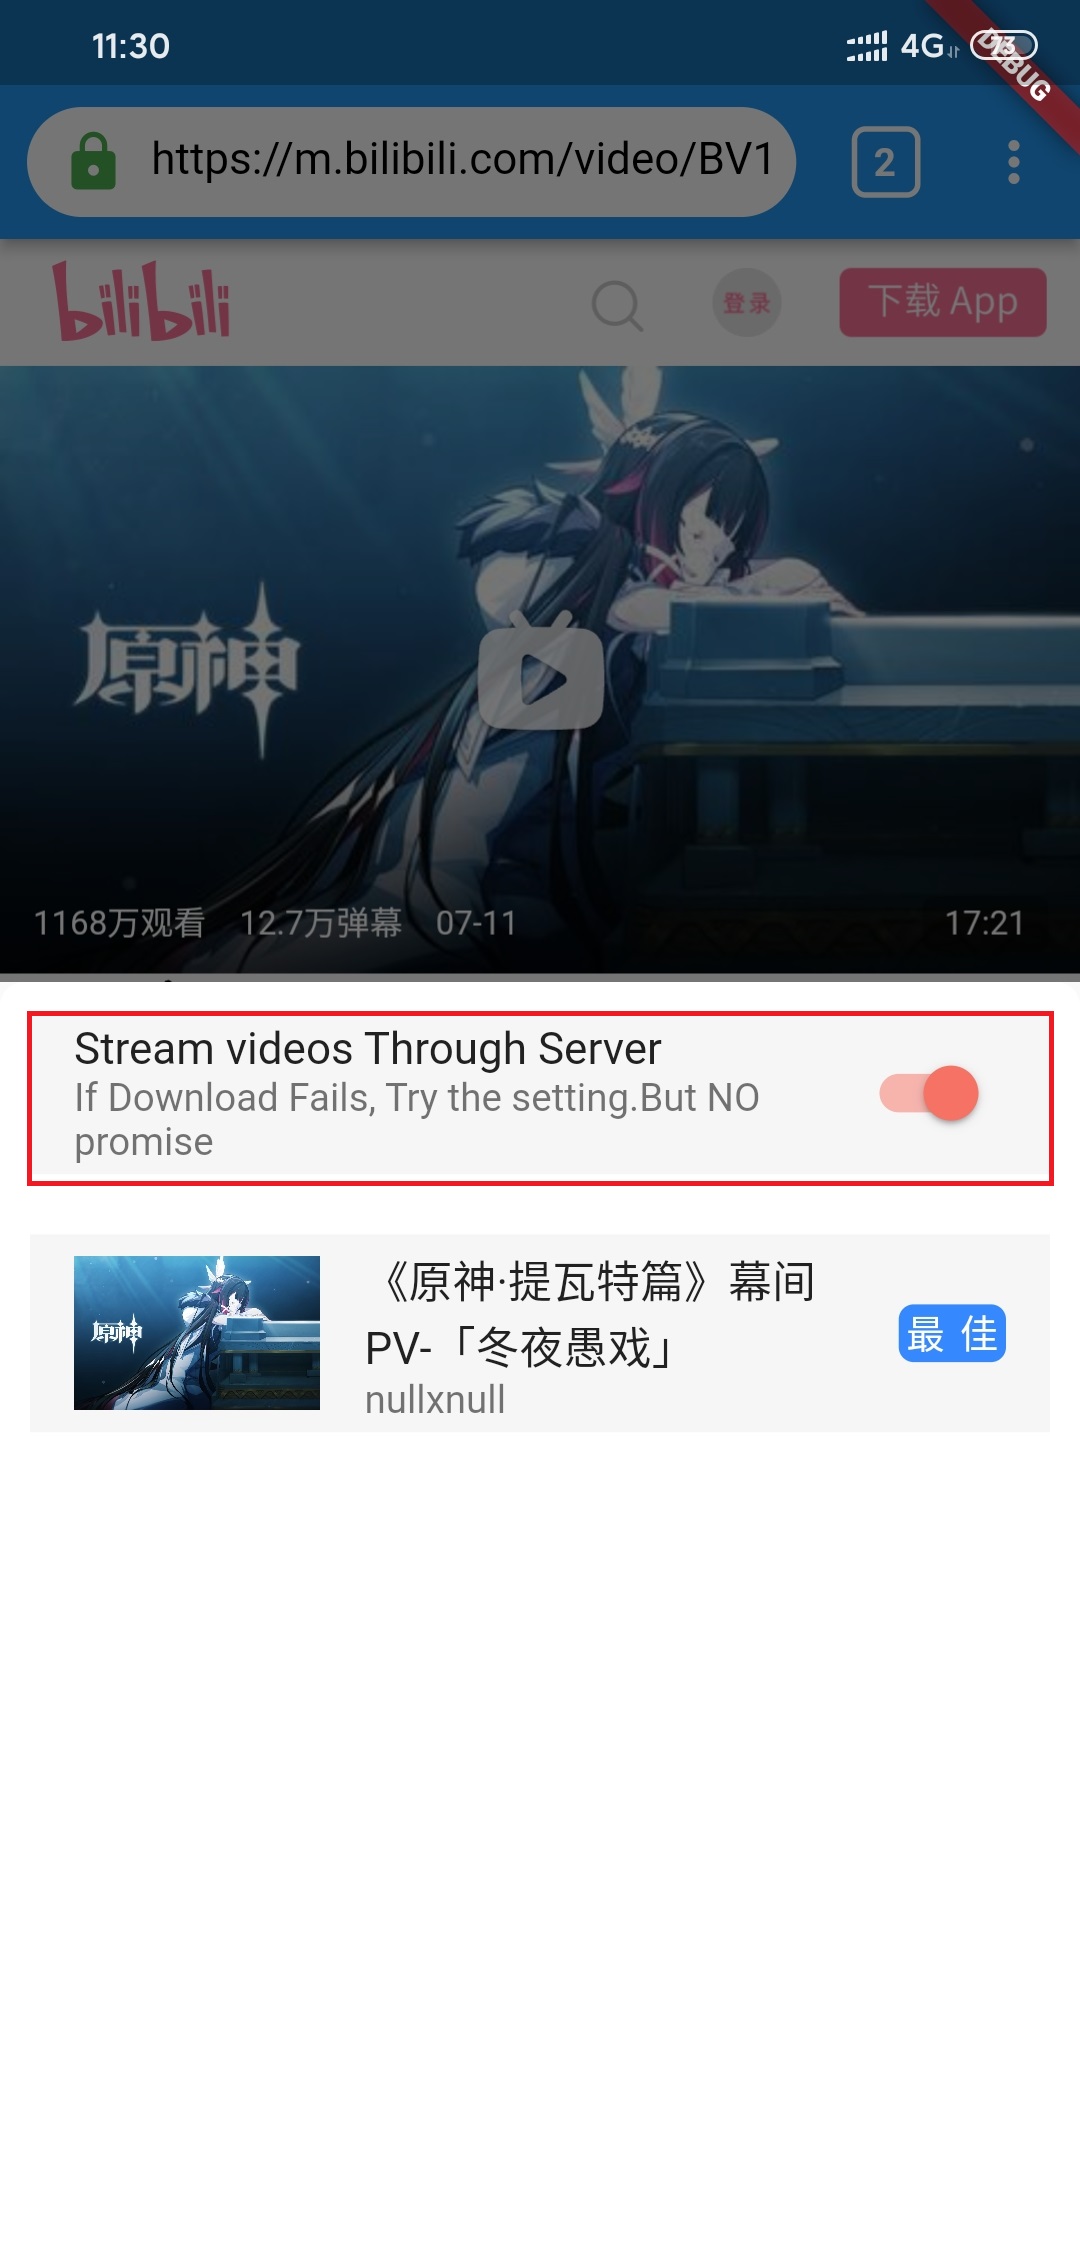 11:30
4G
73
DEBUG
https://m.bilibili.com/video/BV1
2
bilibili
登录
下载 App
原神
1168万观看 12.7万弹幕 07-11
17:21
Stream videos Through Server
If Download Fails, Try the setting.But NO
promise
原神
《原神·提瓦特篇》幕间
PV-「冬夜愚戏」
最 佳
nullxnull